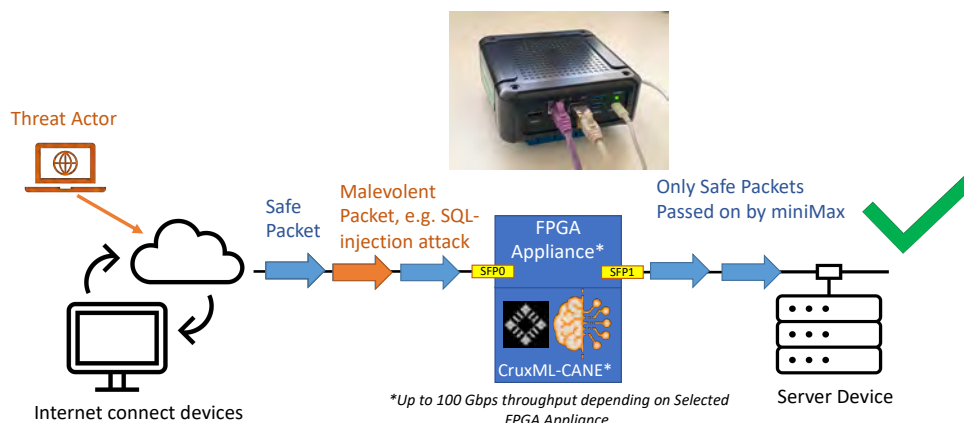 Threat Actor
Safe
Packet
Malevolent
Packet, e.g. SQL-
injection attack
Only Safe Packets
Passed on by miniMax
FPGA
Appliance*
SFP0
SFP1
CruxML-CANE*
Internet connect devices
*Up to 100 Gbps throughput depending on Selected
FPGA Appliance
Server Device